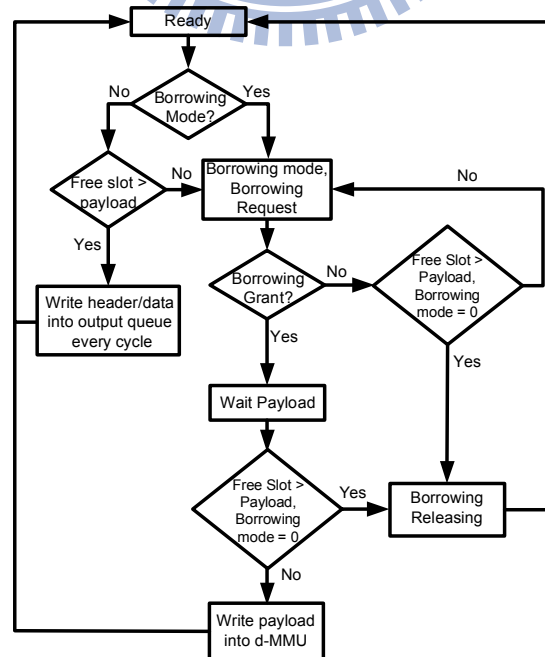 Ready
No
Borrowing
Mode?
Yes
Free slot >
payload
No
Borrowing mode,
Borrowing
Request
No
Yes
Write header/data
into output queue
every cycle
Borrowing
Grant?
No
Free Slot >
Payload,
Borrowing
mode = 0
Yes
Yes
Wait Payload
Free Slot >
Payload,
Borrowing
mode = 0
Yes
Borrowing
Releasing
No
Write payload
into d-MMU